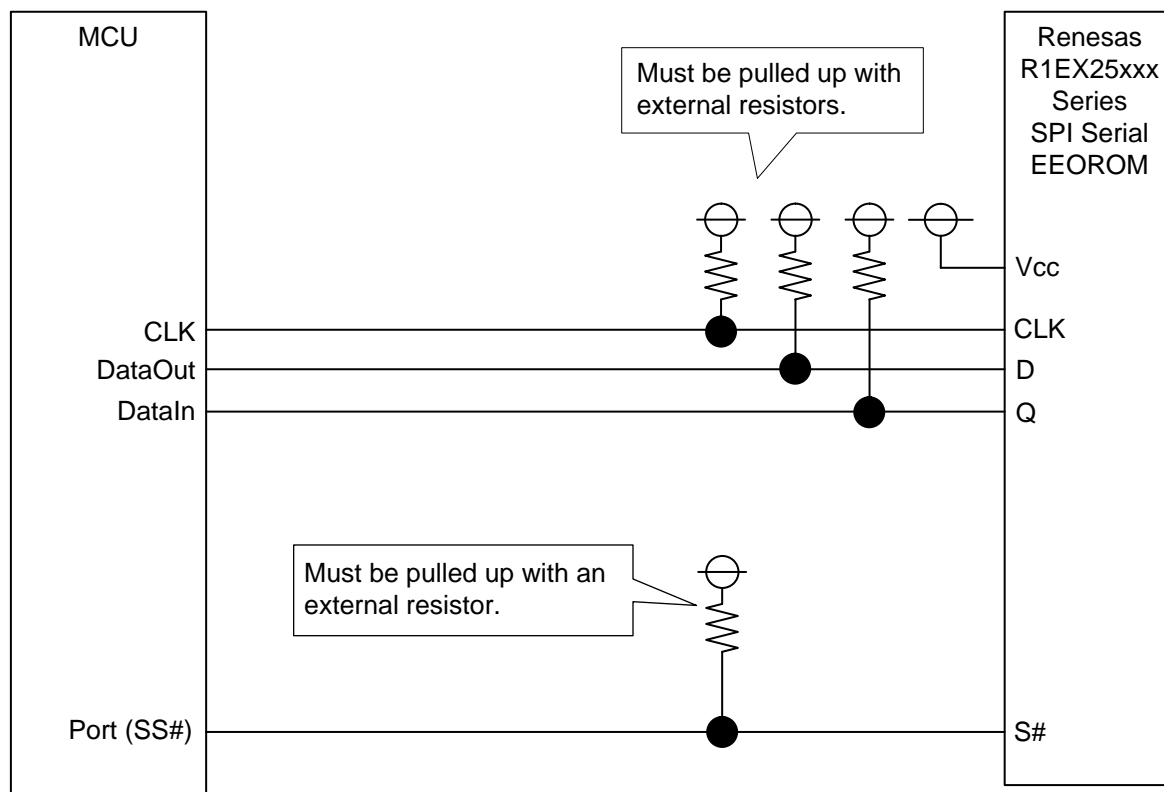 MCU
Renesas
R1EX25xxx
Series
SPI Serial
EEOROM
Must be pulled up with
external resistors.
Vcc
CLK
CLK
DataOut
D
DataIn
Q
Must be pulled up with an
external resistor.
Port (SS#)
S#